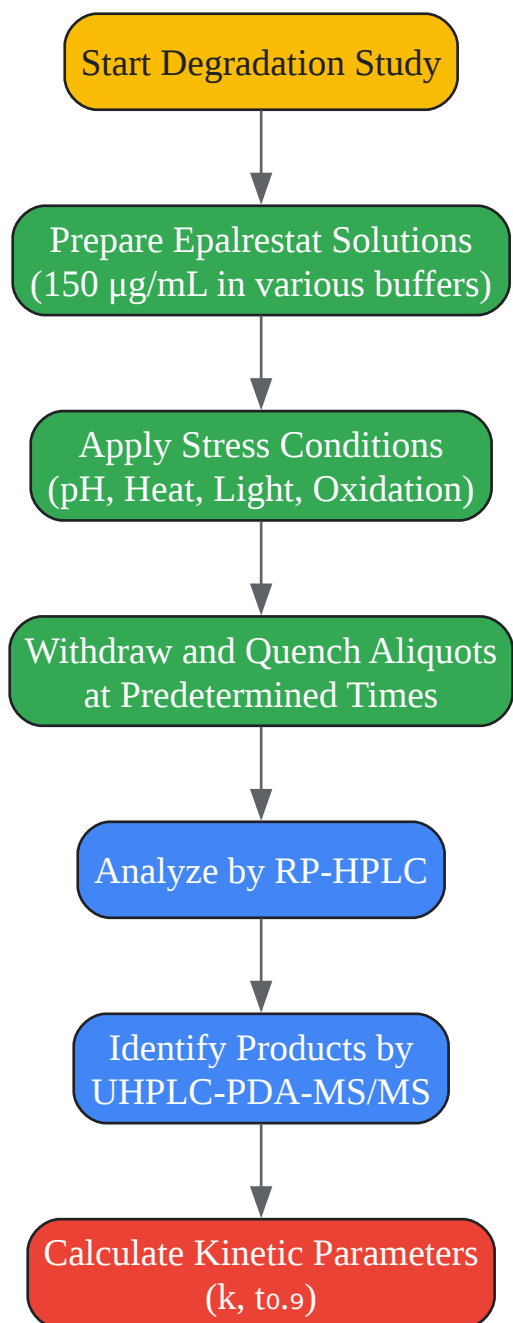 Start Degradation Study
Prepare Epalrestat Solutions
(150 μg/mL in various buffers)
Apply Stress Conditions
(pH, Heat, Light, Oxidation)
Withdraw and Quench Aliquots
at Predetermined Times
Analyze by RP-HPLC
Identify Products by
UHPLC-PDA-MS/MS
Calculate Kinetic Parameters
(k, t₀.₉)